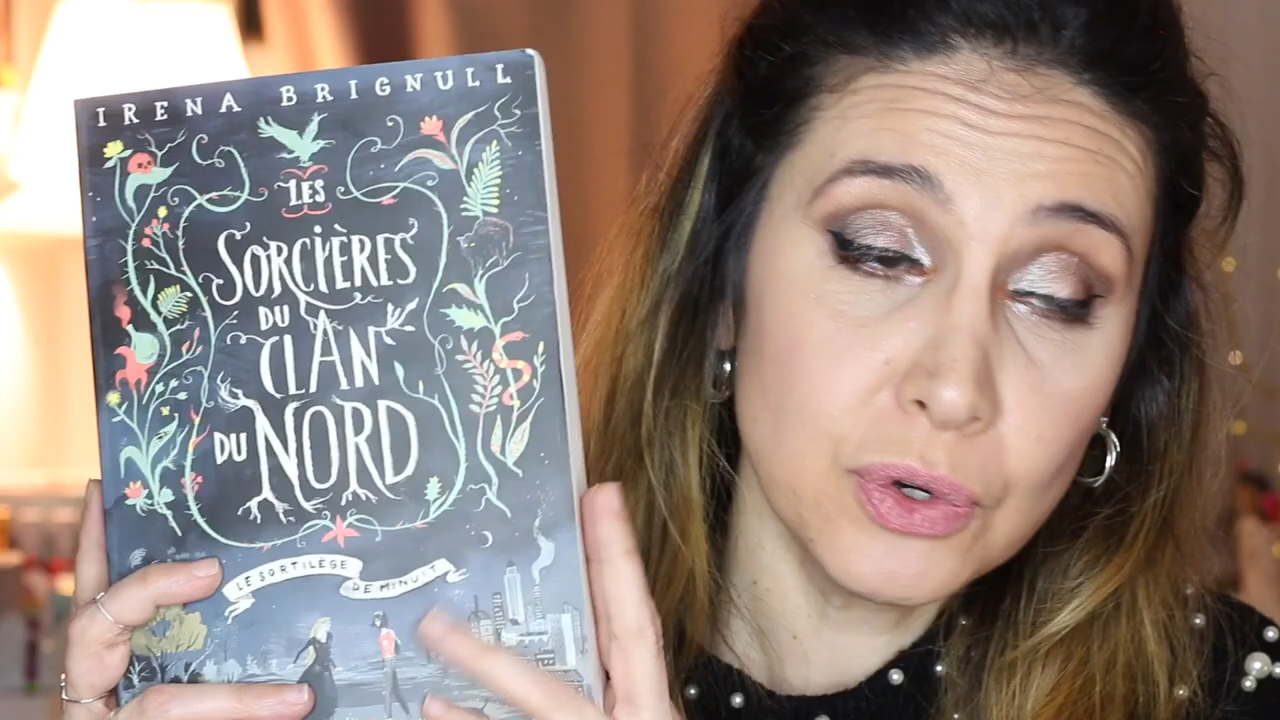 IRENA BRIGNULL
LES
SORCIÈRES
DU
CLAN
DU NORD
LE SORTILÈGE DE MINUIT